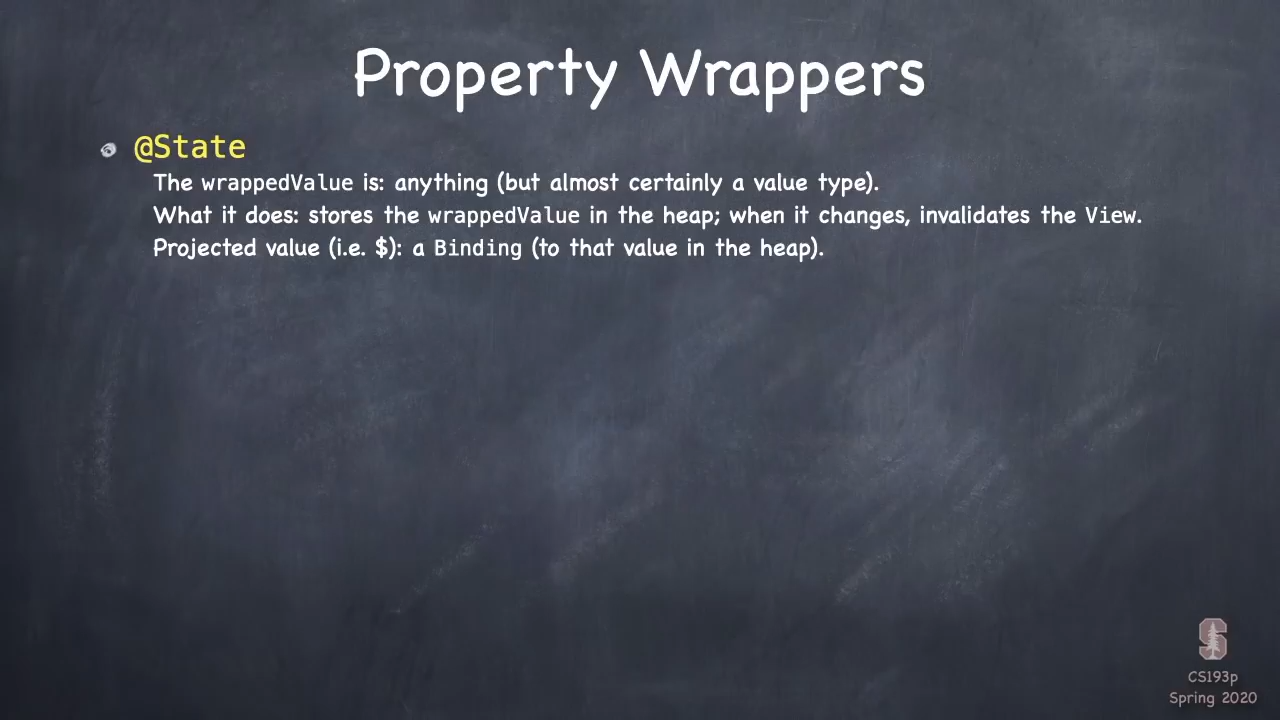 Property Wrappers
@State
The wrappedValue is: anything (but almost certainly a value type).
What it does: stores the wrappedValue in the heap; when it changes, invalidates the View.
Projected value (i.e. $): a Binding (to that value in the heap).
S
CS193p
Spring 2020